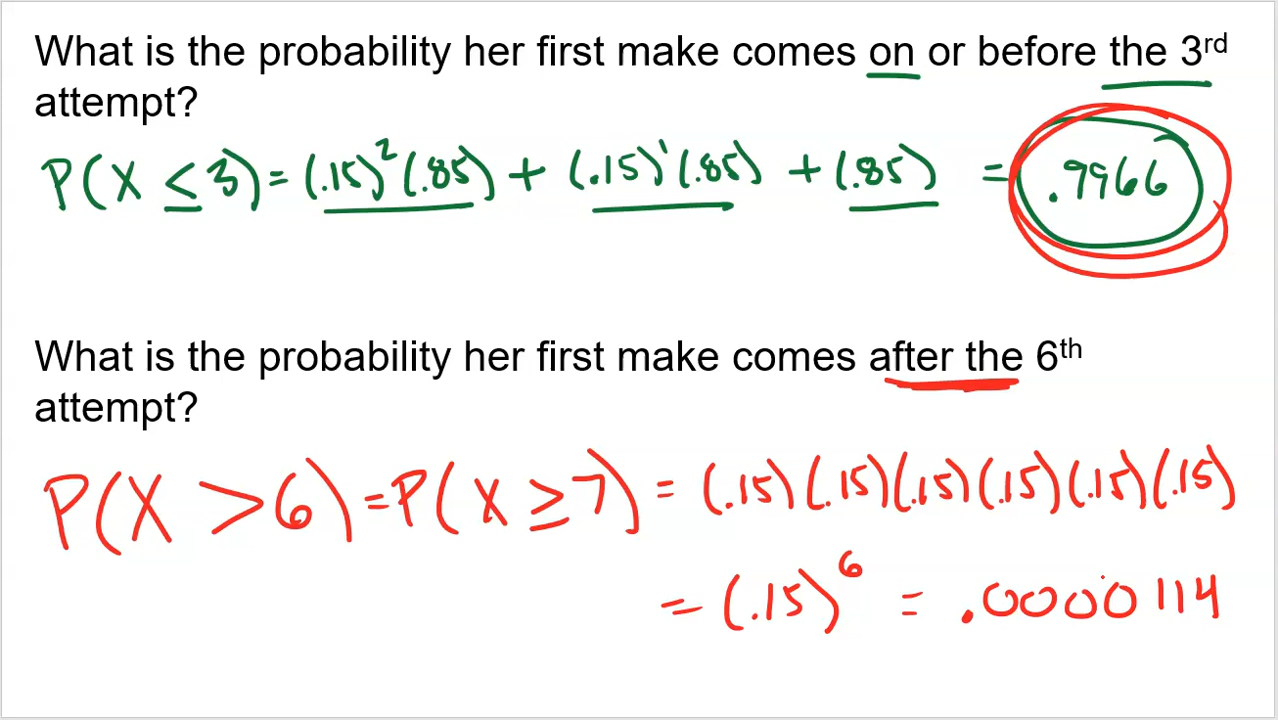 What is the probability her first make comes on or before the 3rd
attempt?
P(X ≤ 3) = (.15)²(.85) + (.15)¹(.85) + (.85) = .9966
What is the probability her first make comes after the 6th
attempt?
P(X > 6) = P(X ≥ 7) = (.15)(.15)(.15)(.15)(.15)(.15)
= (.15)⁶ = .0000114